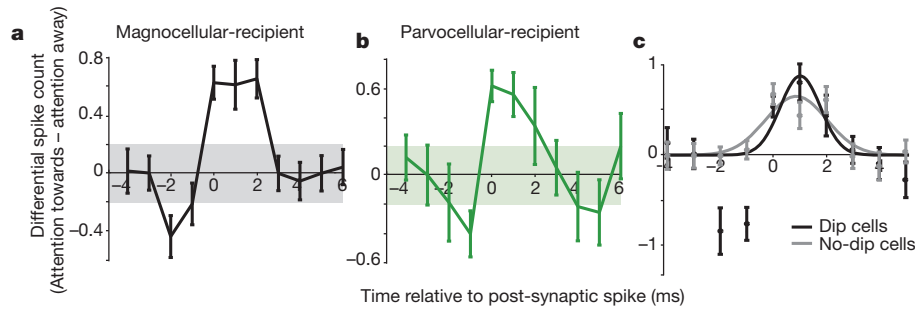 a
Magnocellular-recipient
Differential spike count
(Attention towards – attention away)
0.8
0.4
0
−0.4
−4 −2 0 2 4 6
b
Parvocellular-recipient
0.6
0
−0.6
−4 −2 0 2 4 6
c
1
0
−1
−4 −2 0 2 4
Dip cells
No-dip cells
Time relative to post-synaptic spike (ms)